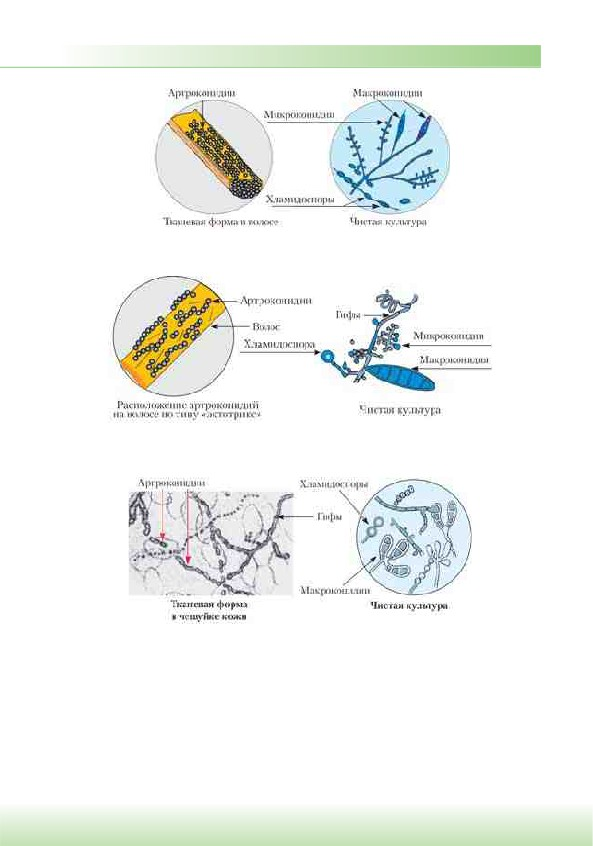 Артроконидии
Макроконидии
Микроконидии
Хламидоспоры
Тканевая форма в волосе
Чистая культура
Артроконидии
Волос
Гифы
Хламидоспора
Микроконидии
Макроконидии
Расположение артроконидий
на волосе по типу «эктотрикс»
Чистая культура
Артроконидии
Хламидоспоры
Гифы
Макроконидии
Тканевая форма
в чешуйке кожи
Чистая культура